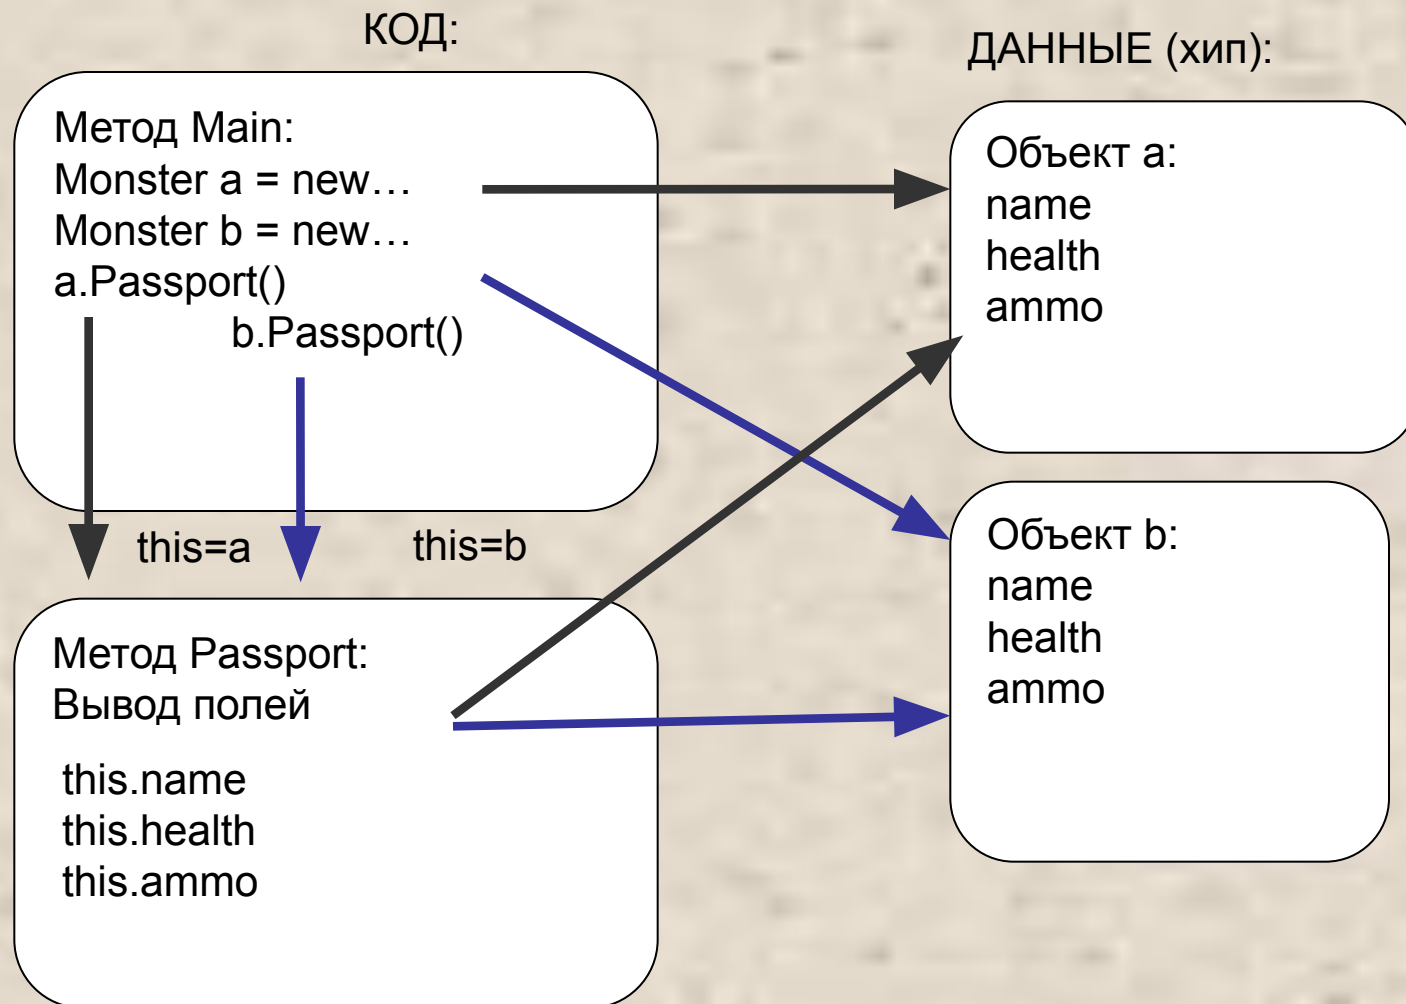 КОД:
Метод Main:
Monster a = new…
Monster b = new…
a.Passport()
b.Passport()
this=a
this=b
Метод Passport:
Вывод полей
this.name
this.health
this.ammo
ДАННЫЕ (хип):
Объект a:
name
health
ammo
Объект b:
name
health
ammo